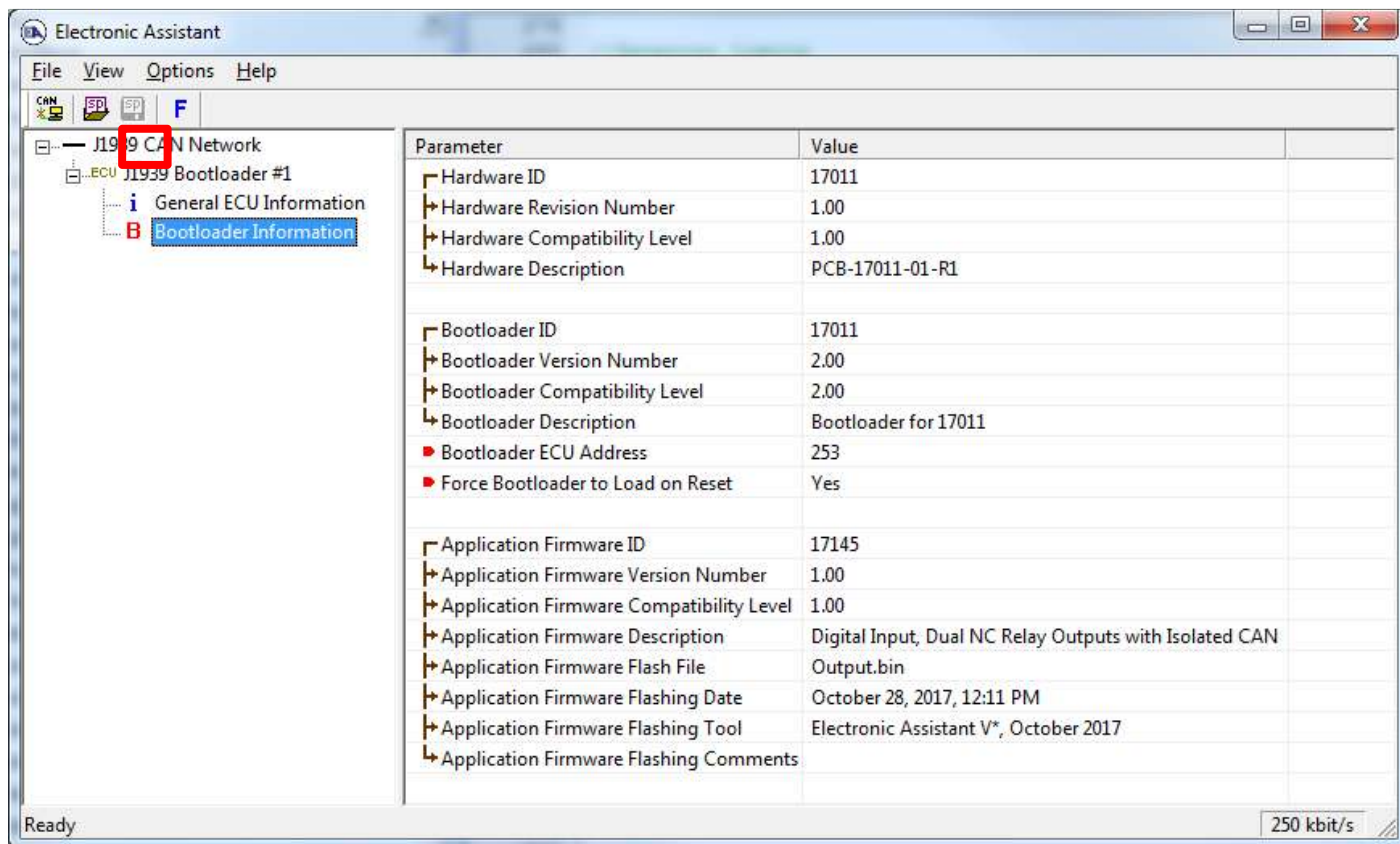 Electronic Assistant
File View Options Help
CAN SP SP F
J1939 CAN Network
ECU J1939 Bootloader #1
i General ECU Information
B Bootloader Information
Parameter Value
Hardware ID 17011
Hardware Revision Number 1.00
Hardware Compatibility Level 1.00
Hardware Description PCB-17011-01-R1
Bootloader ID 17011
Bootloader Version Number 2.00
Bootloader Compatibility Level 2.00
Bootloader Description Bootloader for 17011
Bootloader ECU Address 253
Force Bootloader to Load on Reset Yes
Application Firmware ID 17145
Application Firmware Version Number 1.00
Application Firmware Compatibility Level 1.00
Application Firmware Description Digital Input, Dual NC Relay Outputs with Isolated CAN
Application Firmware Flash File Output.bin
Application Firmware Flashing Date October 28, 2017, 12:11 PM
Application Firmware Flashing Tool Electronic Assistant V*, October 2017
Application Firmware Flashing Comments
Ready 250 kbit/s